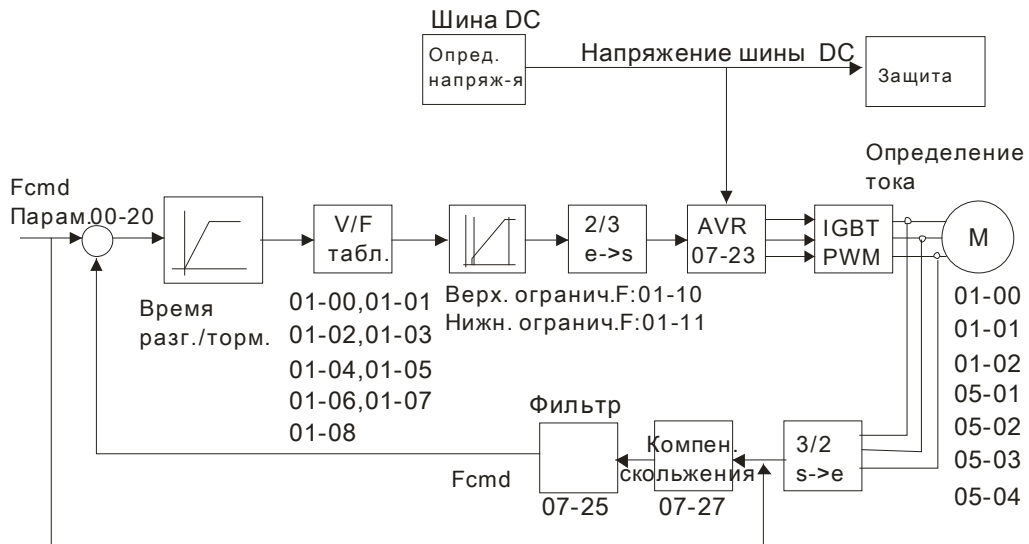 Шина DC
Опред.
напряж-я
Напряжение шины DC
Защита
Определение
тока
Fcmd
Парам.00-20
V/F
табл.
2/3
e->s
AVR
07-23
IGBT
PWM
M
Время
разг./торм.
01-00,01-01
01-02,01-03
01-04,01-05
01-06,01-07
01-08
Верх. огранич.F:01-10
Нижн. огранич.F:01-11
01-00
01-01
01-02
05-01
05-02
05-03
05-04
Фильтр
Fcmd
07-25
Компен.
скольжения
07-27
3/2
s->e